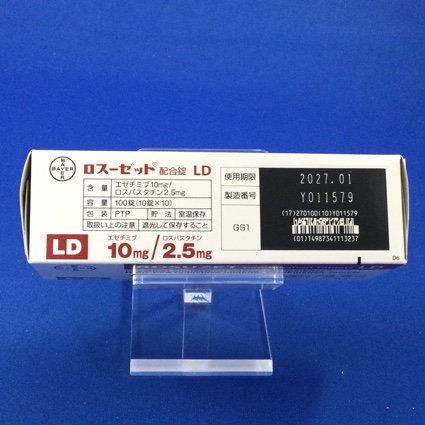 BAYER
BAYER
ロスーゼット® 配合錠 LD
含量 エゼチミブ10mg/
ロスバスタチン2.5mg
容量 100錠(10錠×10)
包装 PTP 貯法 室温保存
取扱い上の注意 遮光して保存すること
LD
エゼチミブ ロスバスタチン
10mg/2.5mg
使用期限 2027.01
製造番号 Y011579
(17)270100(10)Y011579
GS1
(01)14987341113237
D6